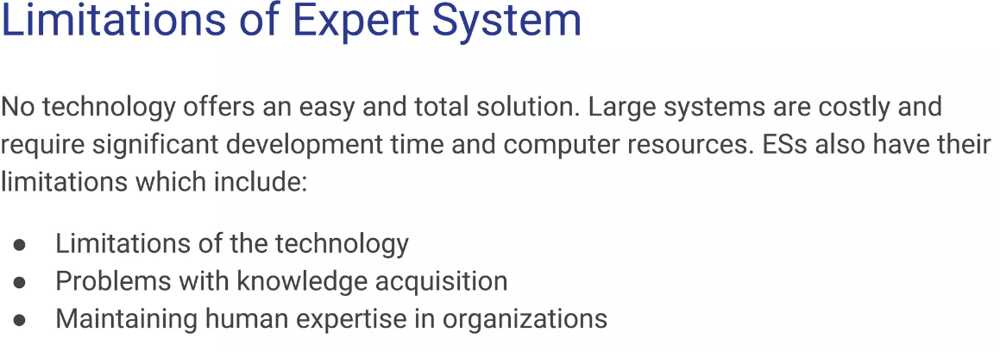 Limitations of Expert System
No technology offers an easy and total solution. Large systems are costly and
require significant development time and computer resources. ESs also have their
limitations which include:
● Limitations of the technology
● Problems with knowledge acquisition
● Maintaining human expertise in organizations